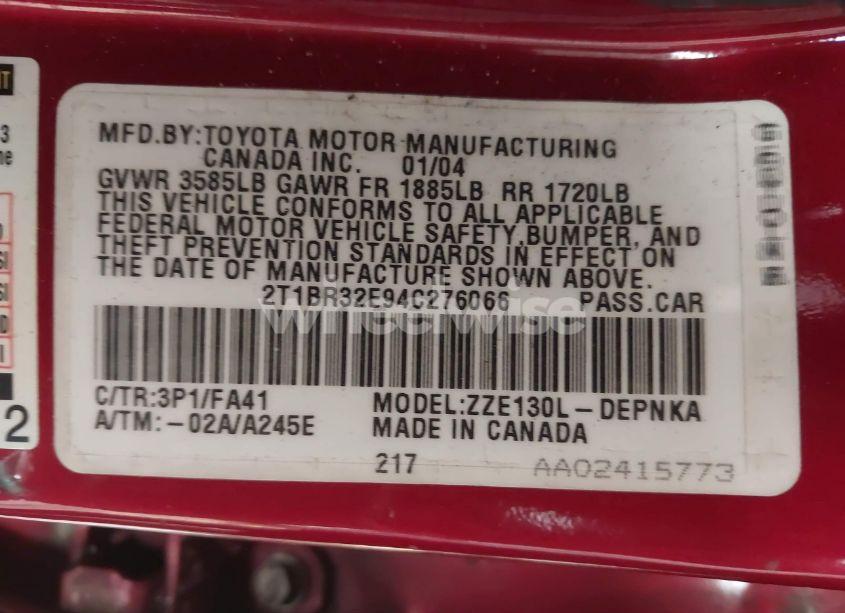 MFD.BY:TOYOTA MOTOR MANUFACTURING
CANADA INC. 01/04
GVWR 3585LB GAWR FR 1885LB RR 1720LB
THIS VEHICLE CONFORMS TO ALL APPLICABLE
FEDERAL MOTOR VEHICLE SAFETY,BUMPER, AND
THEFT PREVENTION STANDARDS IN EFFECT ON
THE DATE OF MANUFACTURE SHOWN ABOVE.
2T1BR32E94C276066 PASS.CAR
wheelwise
C/TR:3P1/FA41 MODEL:ZZE130L-DEPNKA
A/TM:-02A/A245E MADE IN CANADA
217 AA02415773
3
2